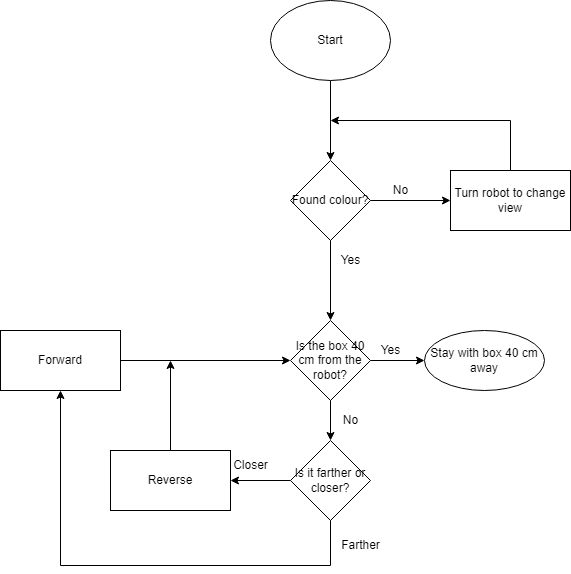 Start
Found colour?
No
Turn robot to change
view
Yes
Is the box 40
cm from the
robot?
Yes
Stay with box 40 cm
away
Forward
No
Is it farther or
closer?
Closer
Reverse
Farther